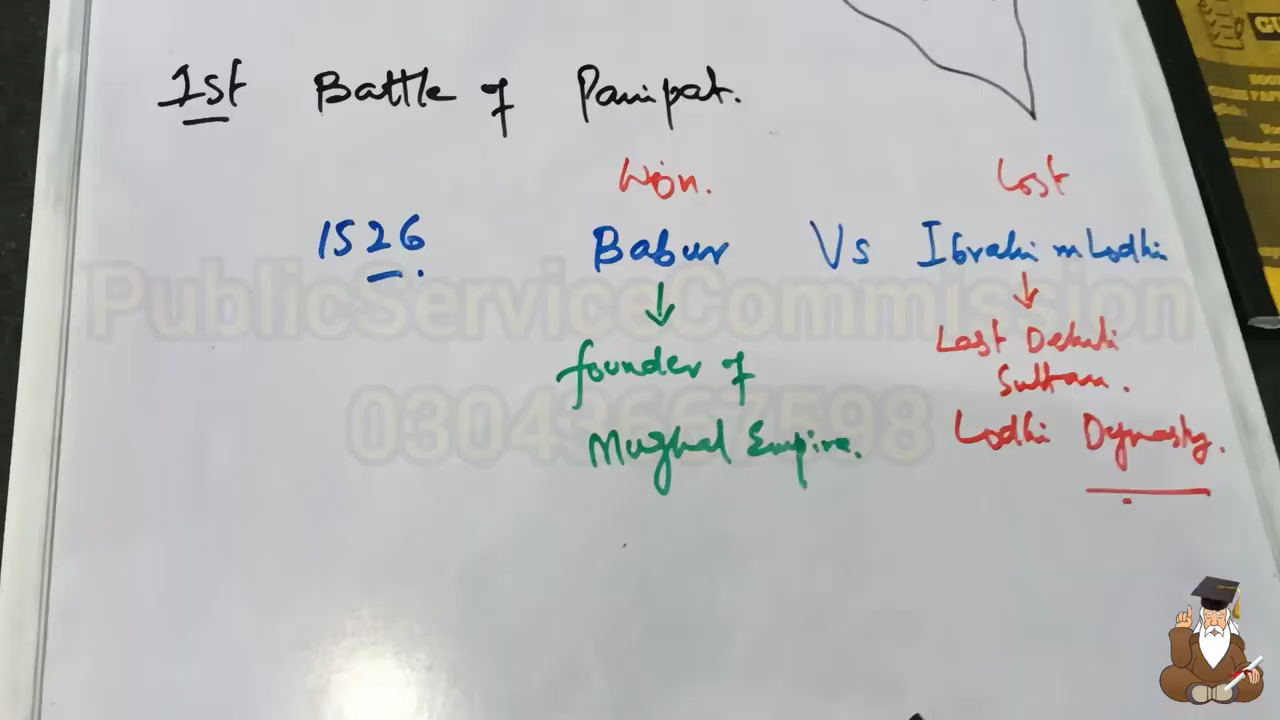 1st Battle of Panipat.
Won. Lost
1526 Babur Vs Ibrahim Lodhi
PublicServiceCommission
founder of Last Dehli
Sultan.
03043667598
Mughal Empire. Lodhi Dynasty.